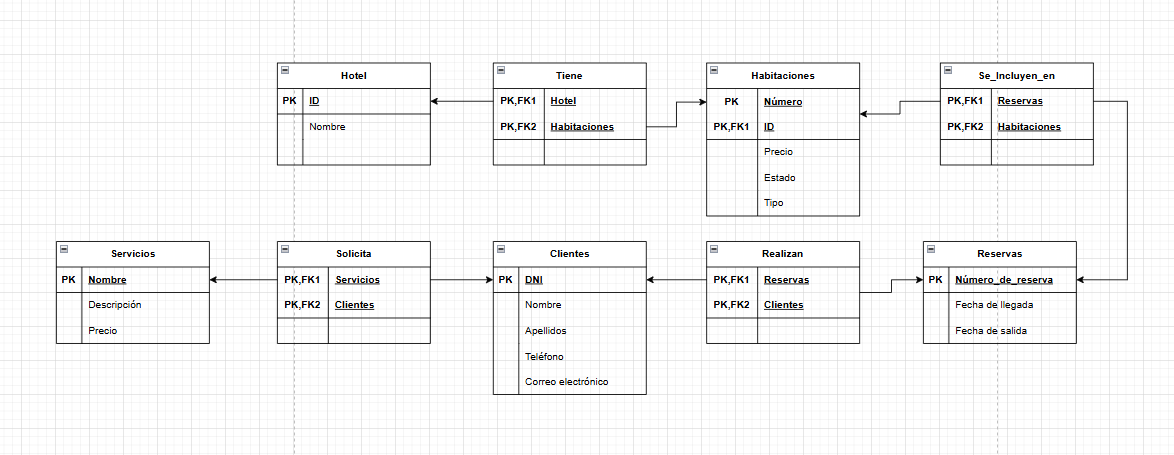 Hotel
PK ID
Nombre
Tiene
PK,FK1 Hotel
PK,FK2 Habitaciones
Habitaciones
PK Número
PK,FK1 ID
Precio
Estado
Tipo
Se_Incluyen_en
PK,FK1 Reservas
PK,FK2 Habitaciones
Servicios
PK Nombre
Descripción
Precio
Solicita
PK,FK1 Servicios
PK,FK2 Clientes
Clientes
PK DNI
Nombre
Apellidos
Teléfono
Correo electrónico
Realizan
PK,FK1 Reservas
PK,FK2 Clientes
Reservas
PK Número_de_reserva
Fecha de llegada
Fecha de salida